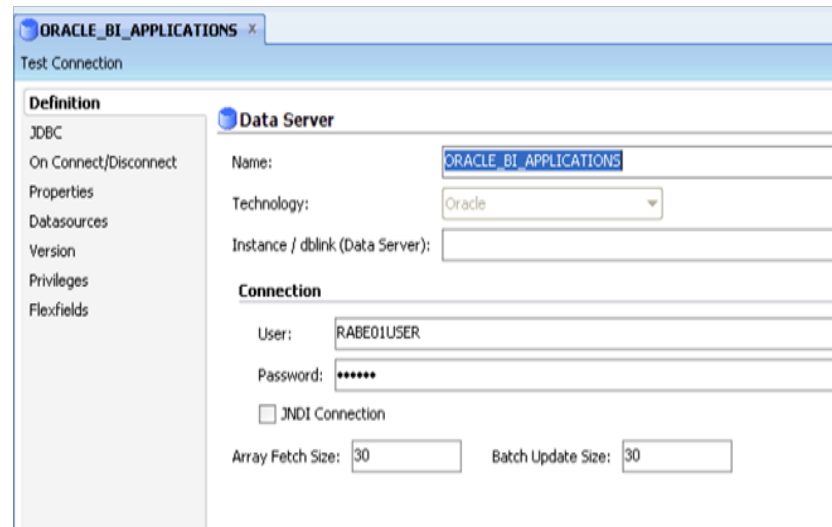 ORACLE_BI_APPLICATIONS x
Test Connection
Definition
JDBC
On Connect/Disconnect
Properties
Datasources
Version
Privileges
Flexfields
Data Server
Name: ORACLE_BI_APPLICATIONS
Technology: Oracle
Instance / dblink (Data Server):
Connection
User: RABE01USER
Password: ••••••
JNDI Connection
Array Fetch Size: 30 Batch Update Size: 30